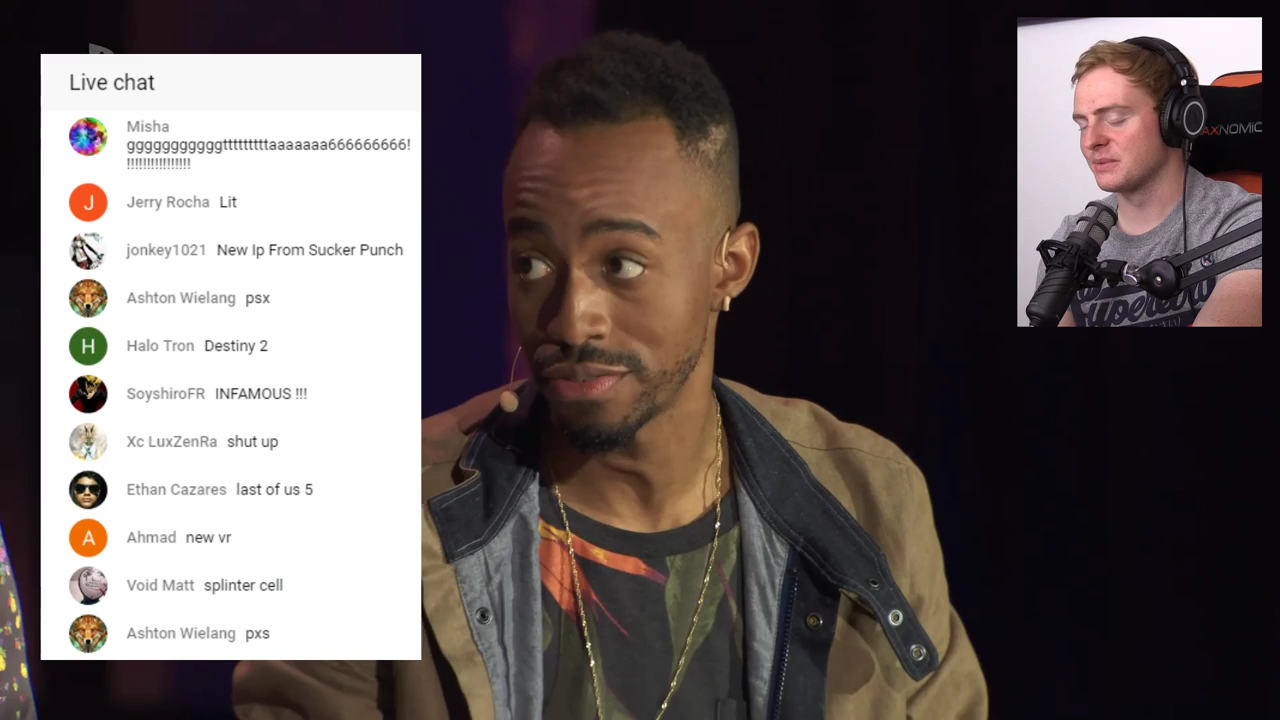 Live chat
Misha
gggggggggggtttttttttaaaaaaa666666666!
!!!!!!!!!!!!!!!!
J Jerry Rocha Lit
jonkey1021 New Ip From Sucker Punch
Ashton Wielang psx
H Halo Tron Destiny 2
SoyshiroFR INFAMOUS !!!
Xc LuxZenRa shut up
Ethan Cazares last of us 5
A Ahmad new vr
Void Matt splinter cell
Ashton Wielang pxs
AXNOMIC